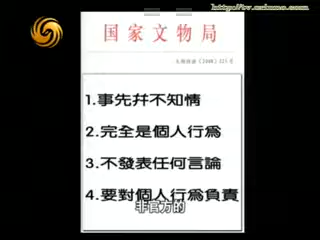 国家文物局
1.事先幷不知情
2.完全是個人行爲
3.不發表任何言論
4.要對個人行爲負責
非官方的